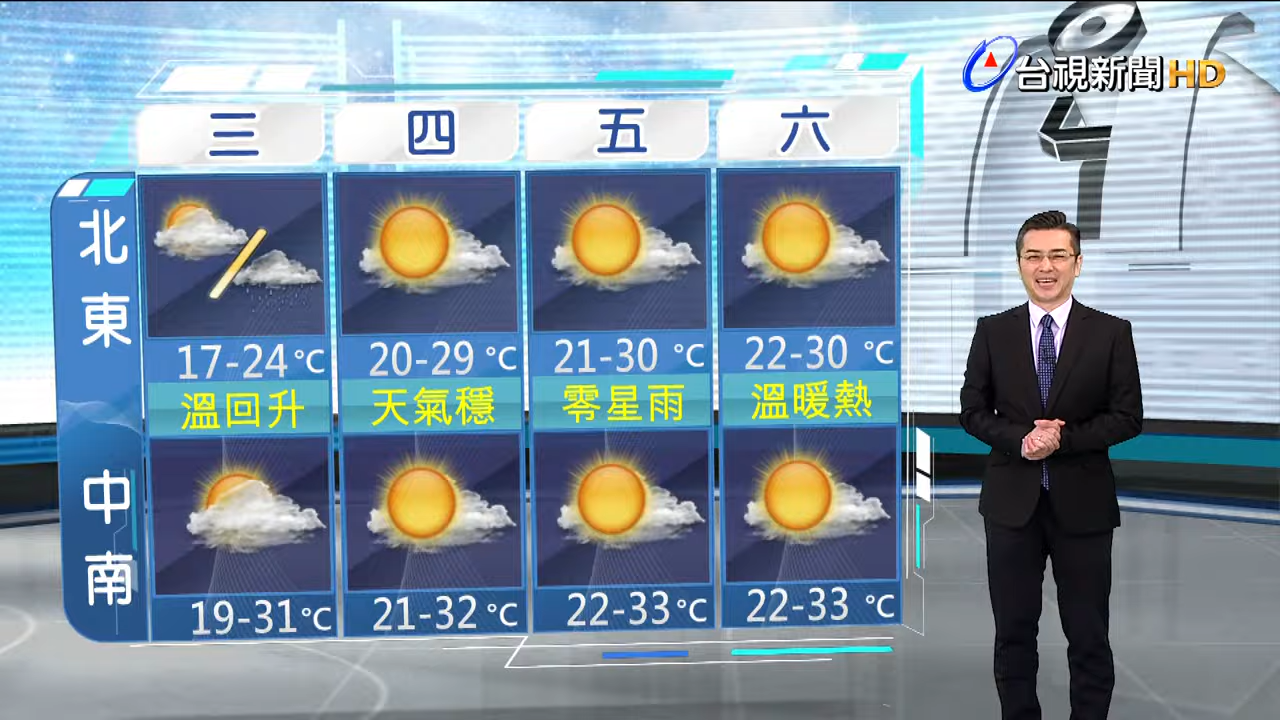 台視新聞HD
三 四 五 六
北東
17-24℃ 20-29℃ 21-30℃ 22-30℃
溫回升 天氣穩 零星雨 溫暖熱
中南
19-31℃ 21-32℃ 22-33℃ 22-33℃